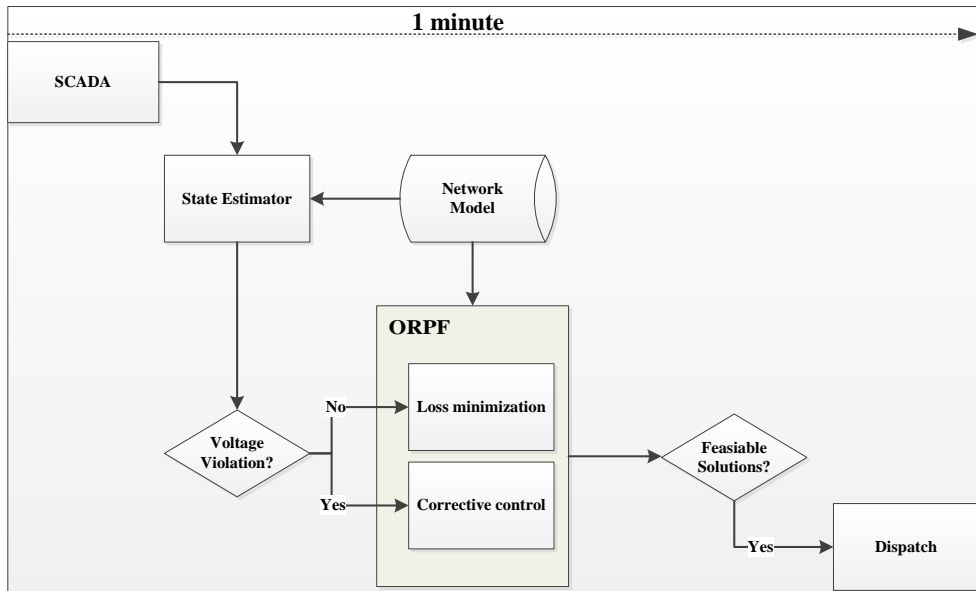 1 minute
SCADA
State Estimator
Network
Model
ORPF
Loss minimization
No
Voltage
Violation?
Yes
Corrective control
Feasiable
Solutions?
Yes
Dispatch